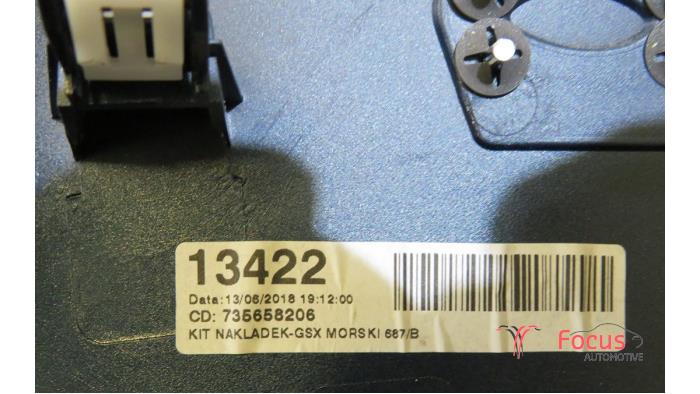 13422
Data:13/06/2018 19:12:00
CD: 735658206
KIT NAKLADEK-GSX MORSKI 687/B
Focus
AUTOMOTIVE